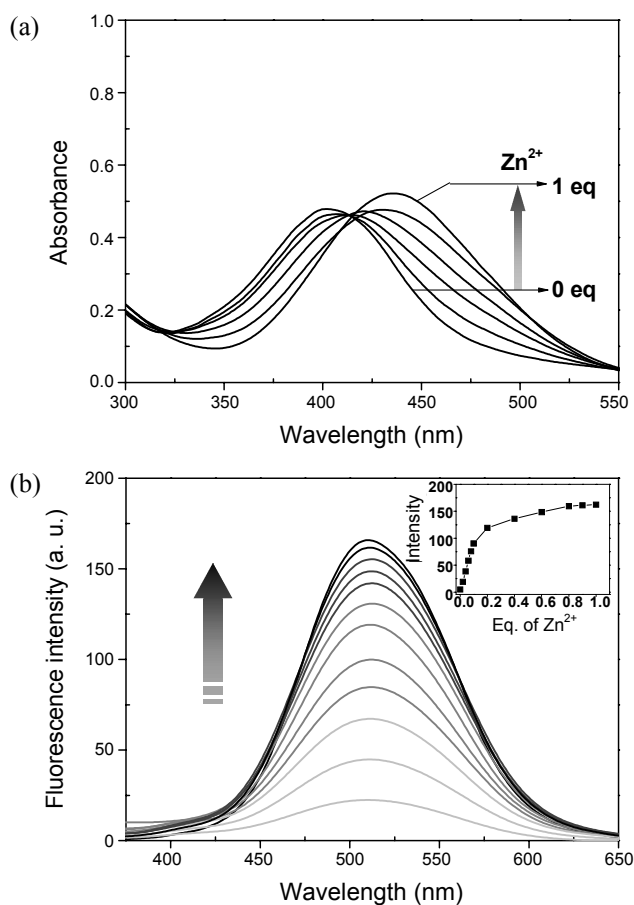 (a)
1.0
0.8
0.6
0.4
0.2
0.0
Absorbance
Zn²⁺
1 eq
0 eq
300 350 400 450 500 550
Wavelength (nm)
(b)
200
150
100
50
0
Fluorescence intensity (a. u.)
200
150
100
50
0
Intensity
0.0 0.2 0.4 0.6 0.8 1.0
Eq. of Zn²⁺
400 450 500 550 600 650
Wavelength (nm)